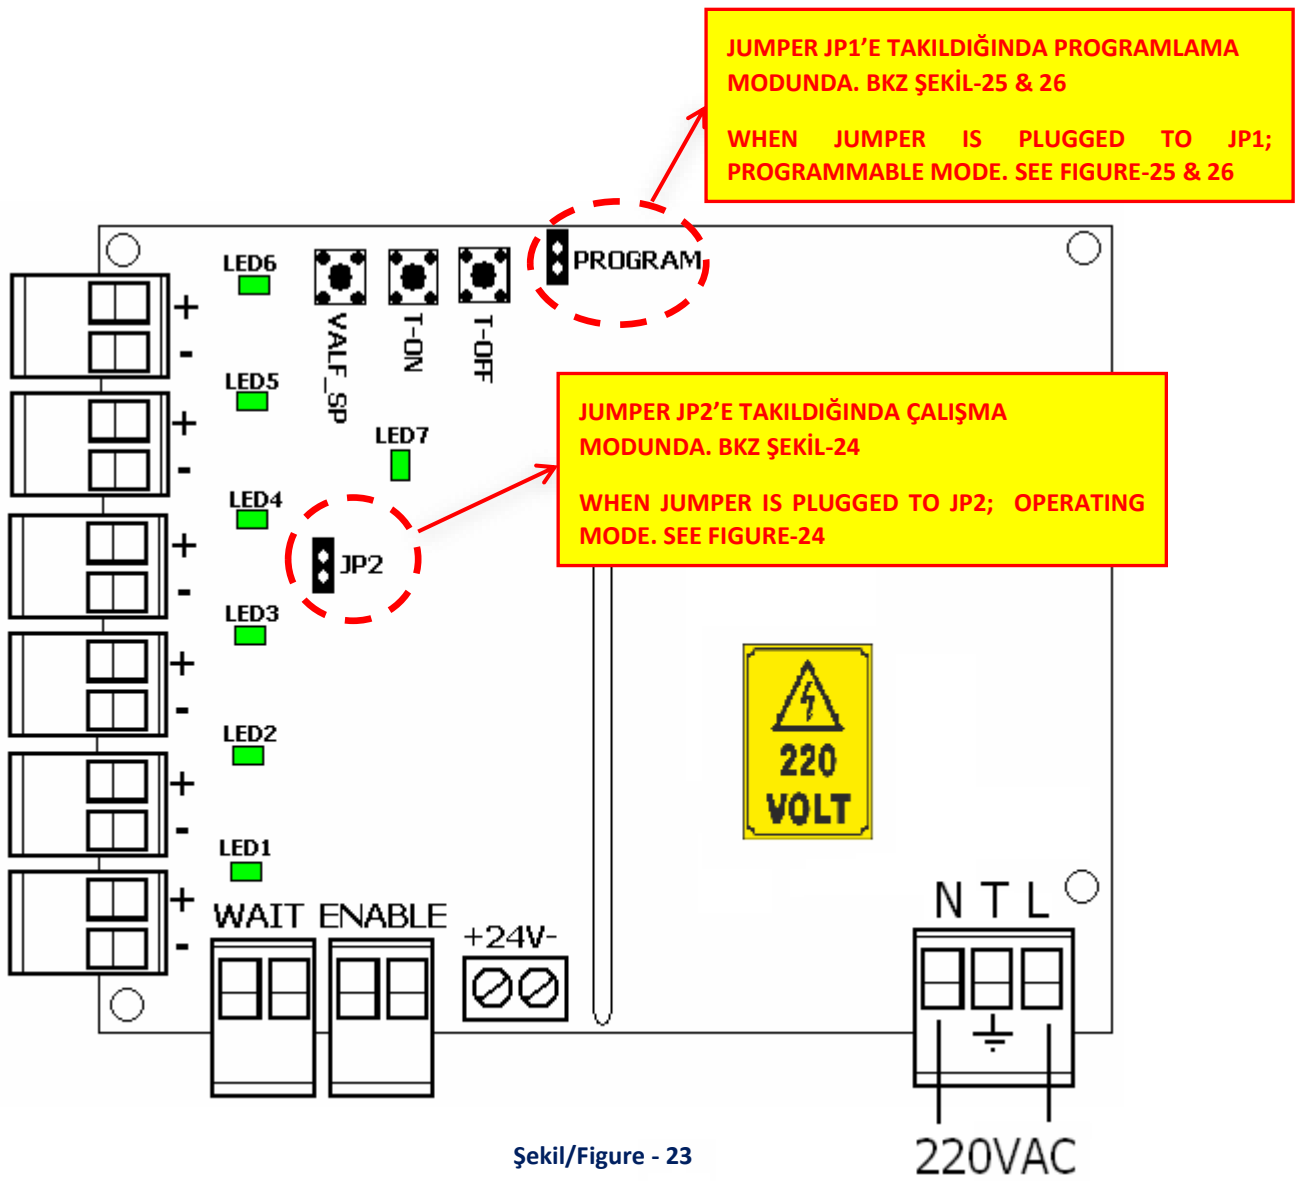 JUMPER JP1’E TAKILDIĞINDA PROGRAMLAMA
MODUNDA. BKZ ŞEKİL-25 & 26
WHEN JUMPER IS PLUGGED TO JP1;
PROGRAMMABLE MODE. SEE FIGURE-25 & 26
PROGRAM
LED6
+
-
VALF_SP
T-ON
T-OFF
LED5
+
-
LED7
JUMPER JP2’E TAKILDIĞINDA ÇALIŞMA
MODUNDA. BKZ ŞEKİL-24
WHEN JUMPER IS PLUGGED TO JP2; OPERATING
MODE. SEE FIGURE-24
LED4
+
-
JP2
LED3
+
-
LED2
+
-
220
VOLT
LED1
+
-
WAIT ENABLE
+24V-
N T L
220VAC
Şekil/Figure - 23